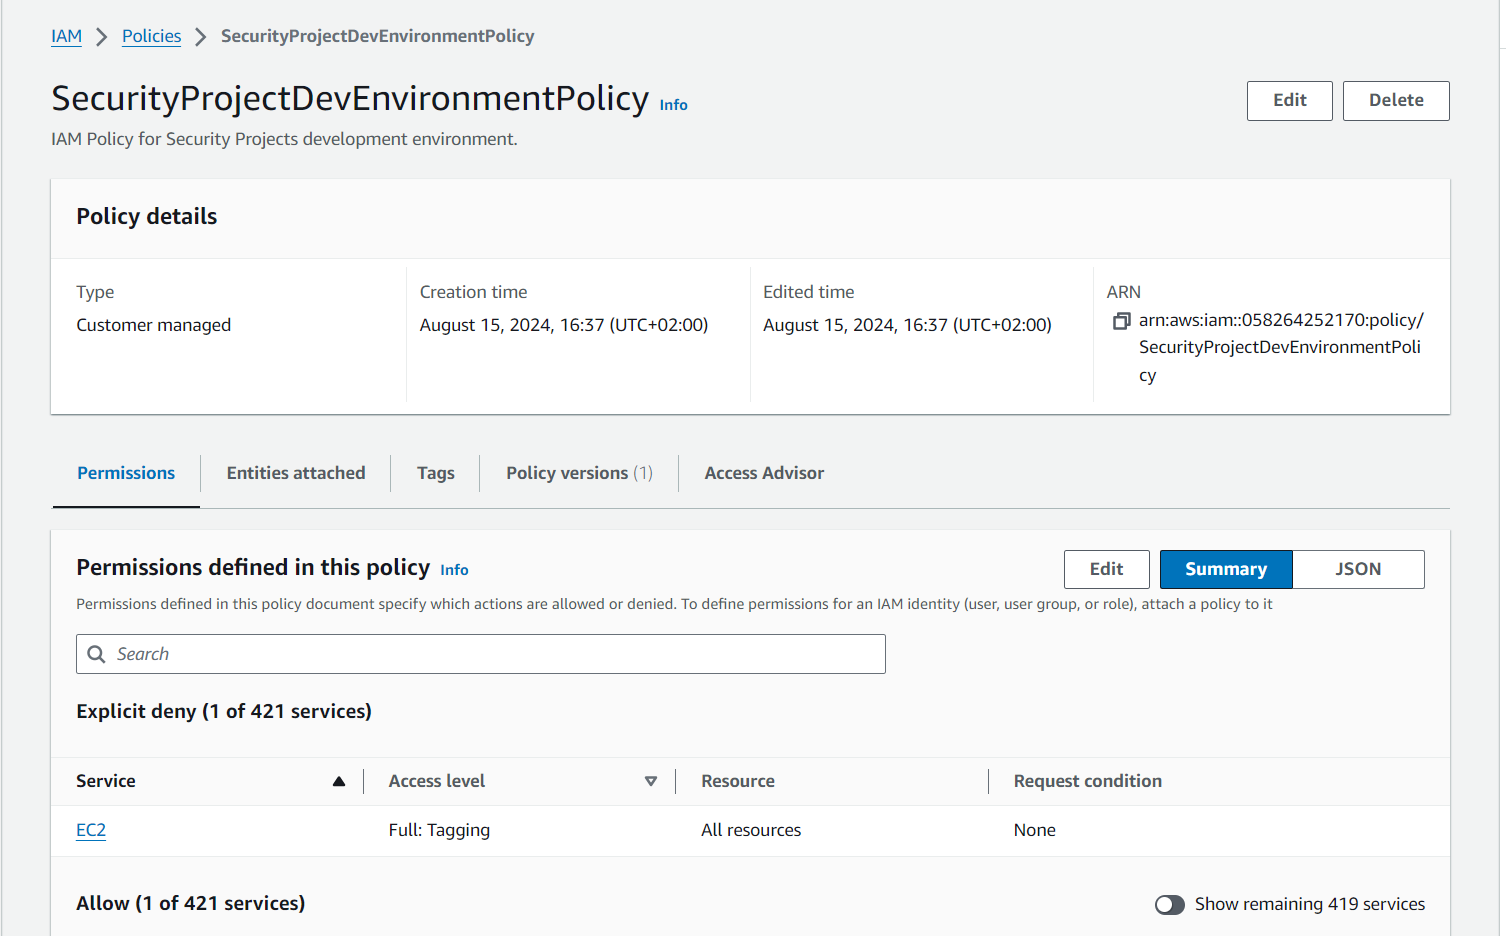 IAM > Policies > SecurityProjectDevEnvironmentPolicy
SecurityProjectDevEnvironmentPolicy Info
Edit Delete
IAM Policy for Security Projects development environment.
Policy details
Type Creation time Edited time ARN
Customer managed August 15, 2024, 16:37 (UTC+02:00) August 15, 2024, 16:37 (UTC+02:00) arn:aws:iam::058264252170:policy/
SecurityProjectDevEnvironmentPoli
cy
Permissions Entities attached Tags Policy versions (1) Access Advisor
Permissions defined in this policy Info Edit Summary JSON
Permissions defined in this policy document specify which actions are allowed or denied. To define permissions for an IAM identity (user, user group, or role), attach a policy to it
Search
Explicit deny (1 of 421 services)
Service Access level Resource Request condition
EC2 Full: Tagging All resources None
Allow (1 of 421 services) Show remaining 419 services